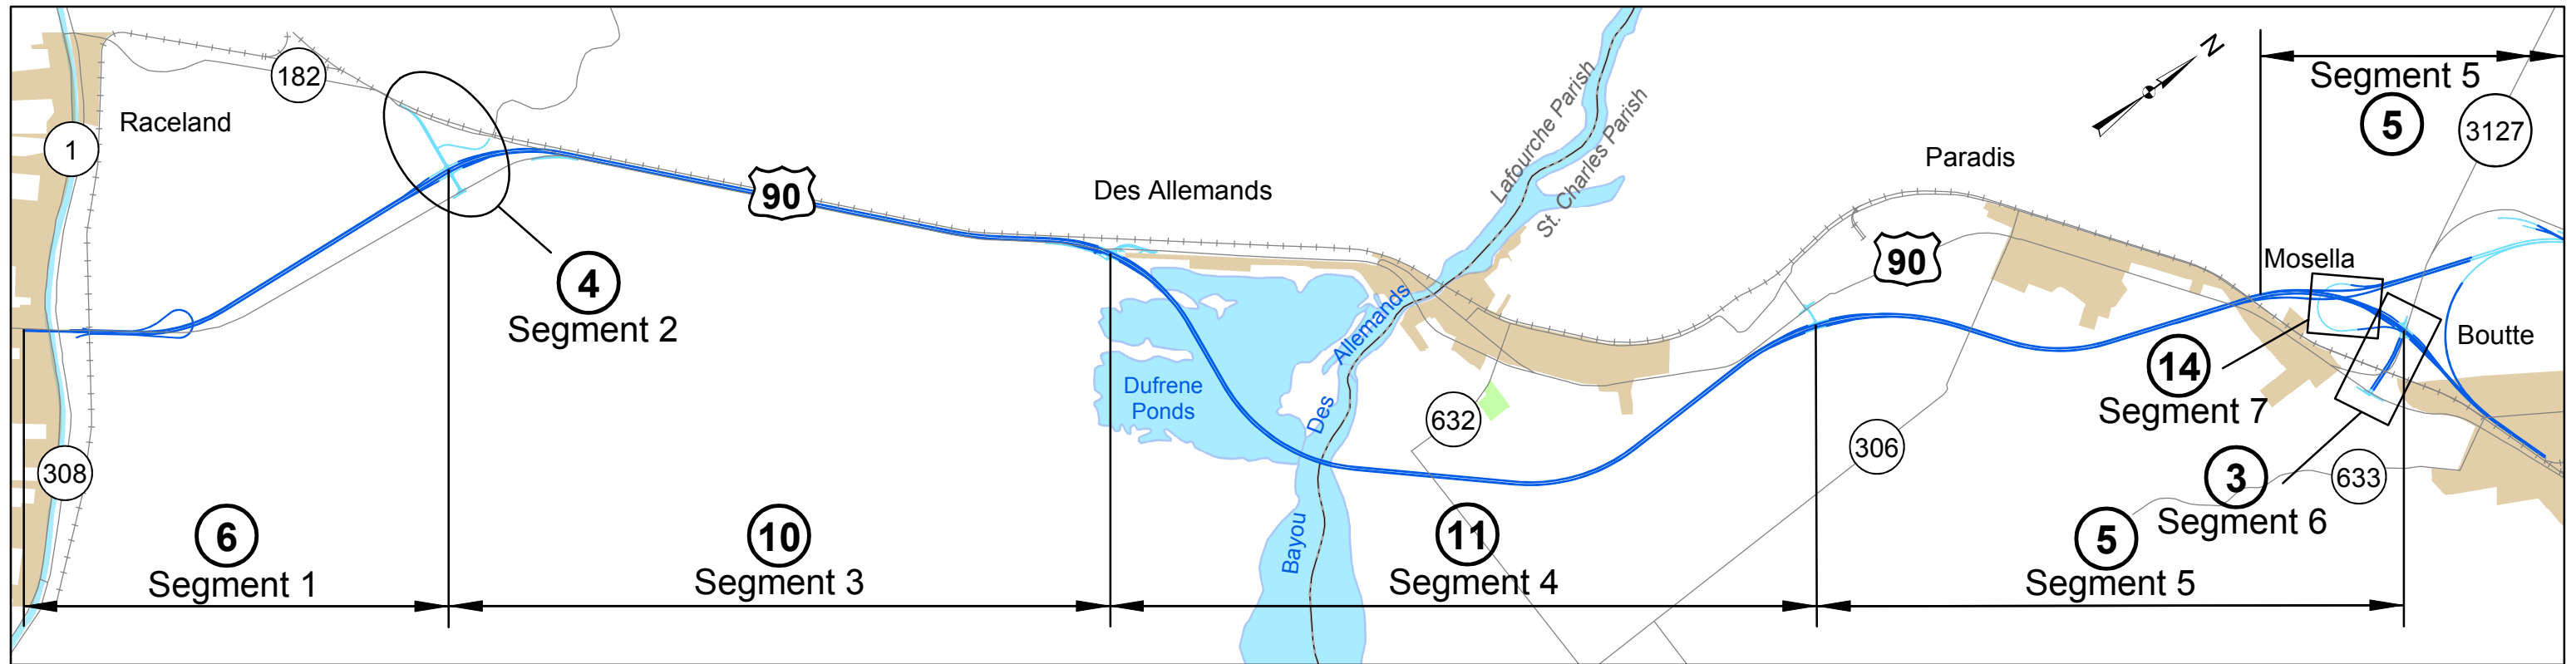 182
Raceland
1
308
90
Des Allemands
Lafourche Parish
St. Charles Parish
N
Paradis
90
Segment 5
5
3127
Mosella
Boutte
4
Segment 2
Dufrene
Ponds
Bayou
Des
Allemands
632
306
14
Segment 7
3
Segment 6
633
6
Segment 1
10
Segment 3
11
Segment 4
5
Segment 5